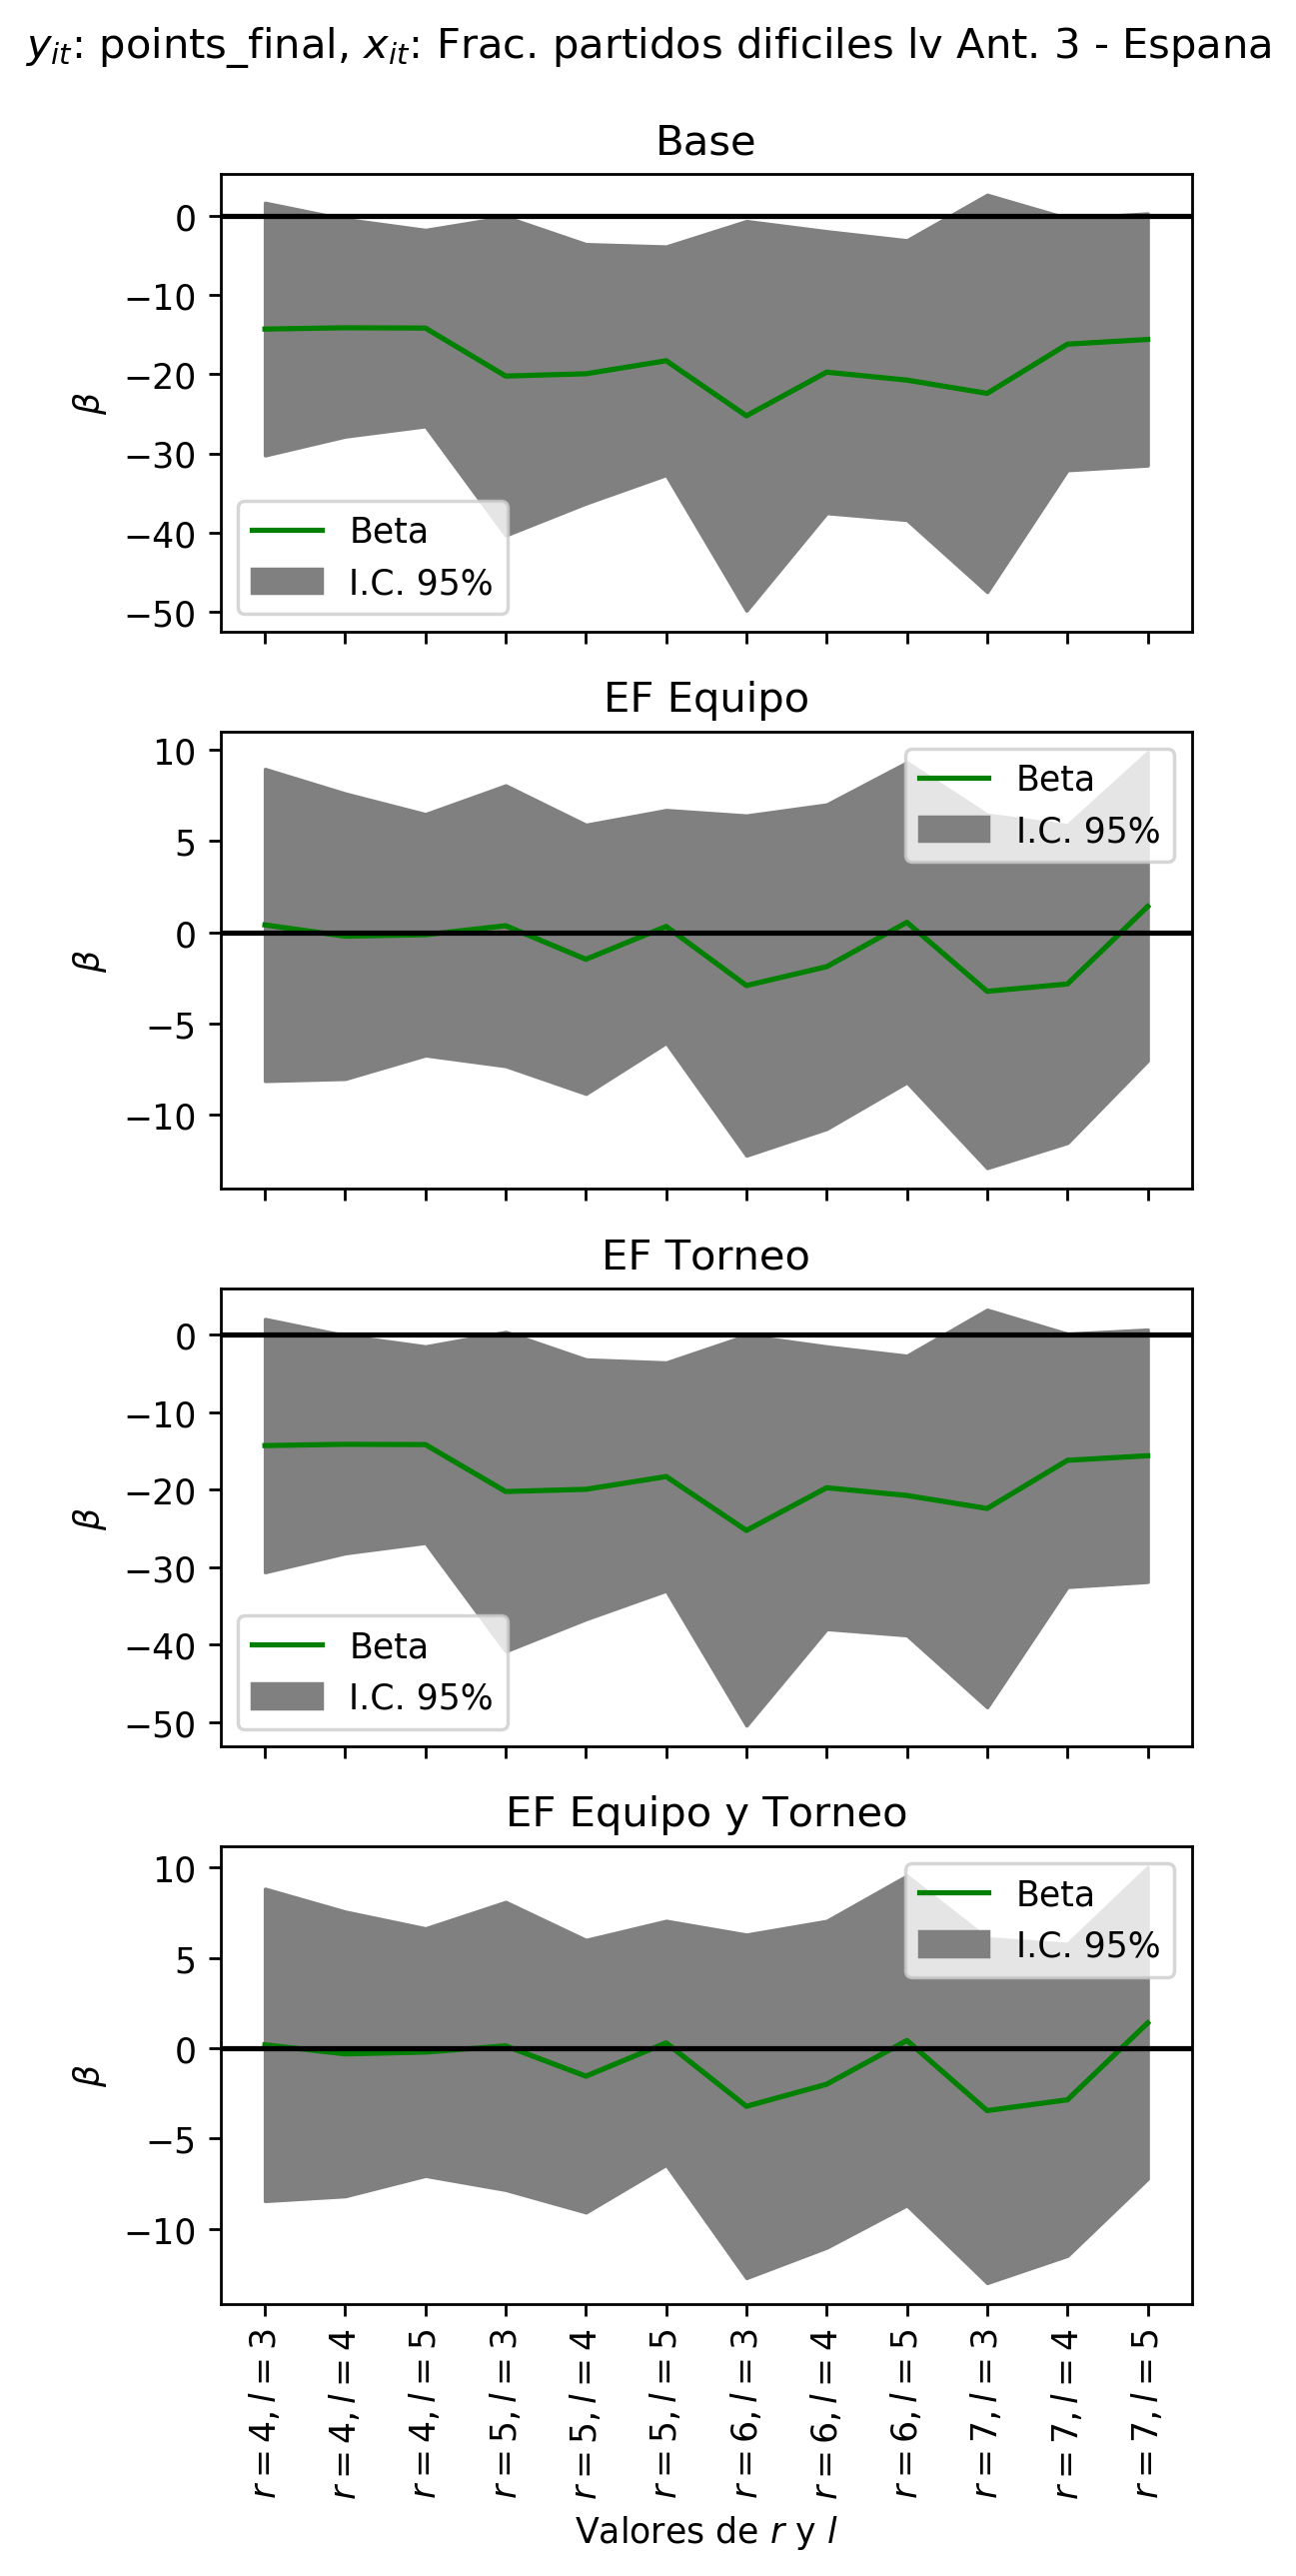 y_it: points_final, x_it: Frac. partidos dificiles lv Ant. 3 - Espana
Base
0
−10
−20
−30
−40
−50
β
Beta
I.C. 95%
EF Equipo
10
5
0
−5
−10
β
Beta
I.C. 95%
EF Torneo
0
−10
−20
−30
−40
−50
β
Beta
I.C. 95%
EF Equipo y Torneo
10
5
0
−5
−10
β
Beta
I.C. 95%
r = 4, l = 3
r = 4, l = 4
r = 4, l = 5
r = 5, l = 3
r = 5, l = 4
r = 5, l = 5
r = 6, l = 3
r = 6, l = 4
r = 6, l = 5
r = 7, l = 3
r = 7, l = 4
r = 7, l = 5
Valores de r y l